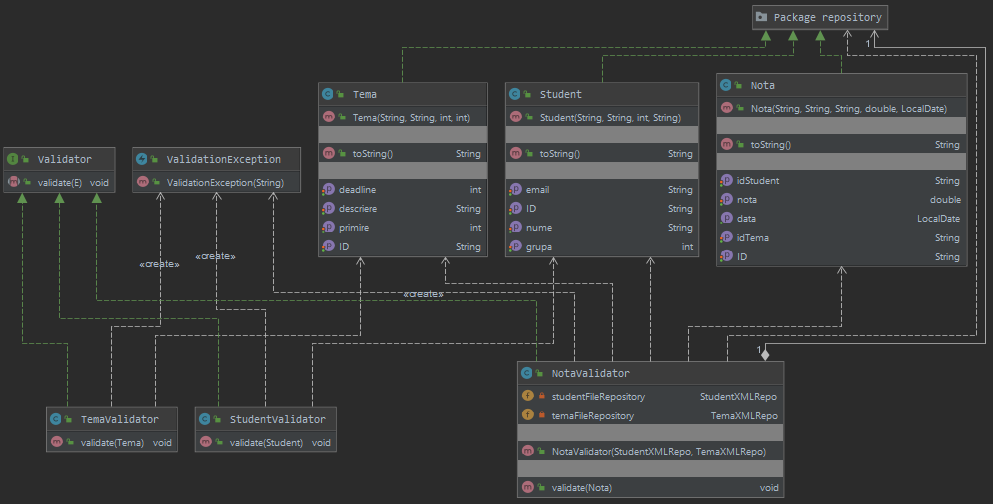 Package repository
1
Tema
Tema(String, String, int, int)
toString() String
deadline int
descriere String
primire int
ID String
Student
Student(String, String, int, String)
toString() String
email String
ID String
nume String
grupa int
Nota
Nota(String, String, String, double, LocalDate)
toString() String
idStudent String
nota double
data LocalDate
idTema String
ID String
Validator
validate(E) void
ValidationException
ValidationException(String)
«create»
«create»
«create»
1
TemaValidator
validate(Tema) void
StudentValidator
validate(Student) void
NotaValidator
studentFileRepository StudentXMLRepo
temaFileRepository TemaXMLRepo
NotaValidator(StudentXMLRepo, TemaXMLRepo)
validate(Nota) void